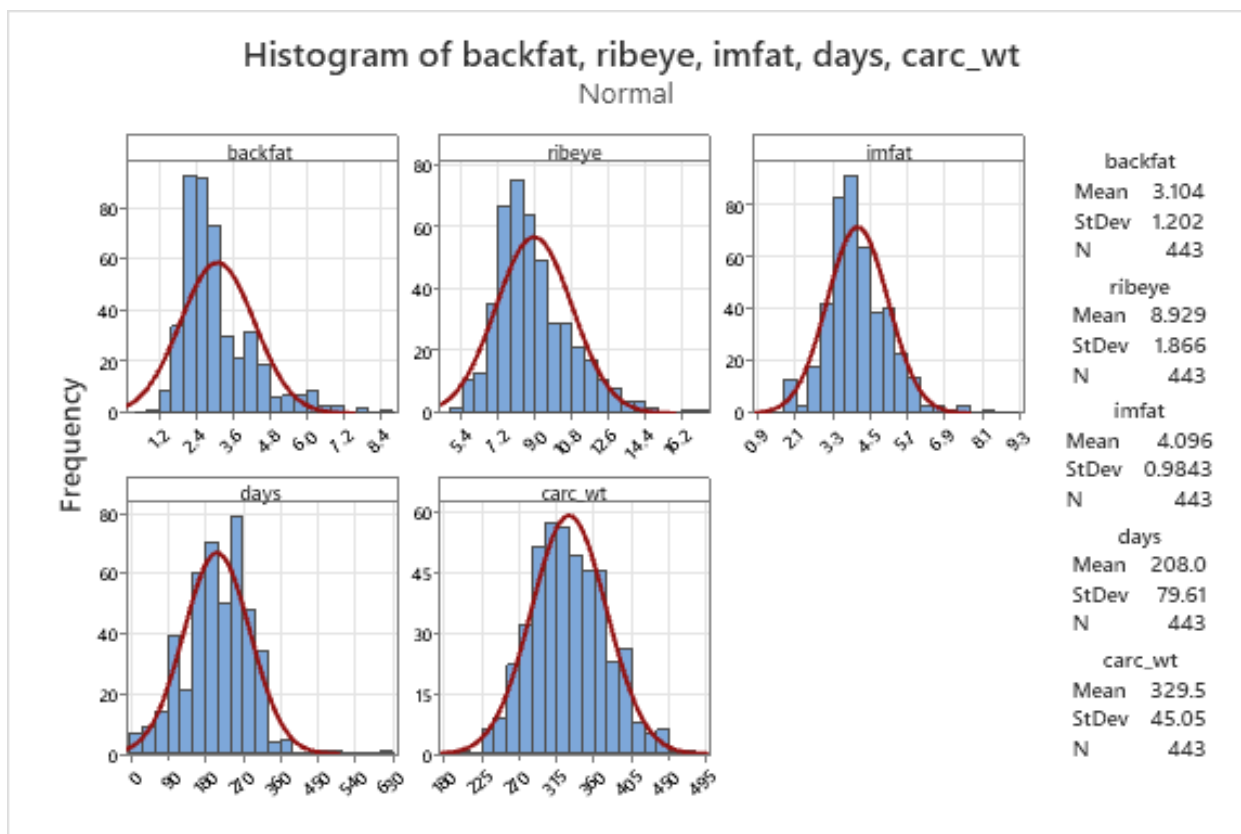 Histogram of backfat, ribeye, imfat, days, carc_wt
Normal
backfat
ribeye
imfat
80
60
40
20
0
1.2 2.4 3.6 4.8 6.0 7.2 8.4
80
60
40
20
0
5.4 7.2 9.0 10.8 12.6 14.4 16.2
80
60
40
20
0
0.9 2.1 3.3 4.5 5.7 6.9 8.1 9.3
Frequency
days
carc_wt
80
60
40
20
0
0 90 180 270 360 450 540 630
60
45
30
15
0
180 225 270 315 360 405 450 495
backfat
Mean 3.104
StDev 1.202
N 443
ribeye
Mean 8.929
StDev 1.866
N 443
imfat
Mean 4.096
StDev 0.9843
N 443
days
Mean 208.0
StDev 79.61
N 443
carc_wt
Mean 329.5
StDev 45.05
N 443